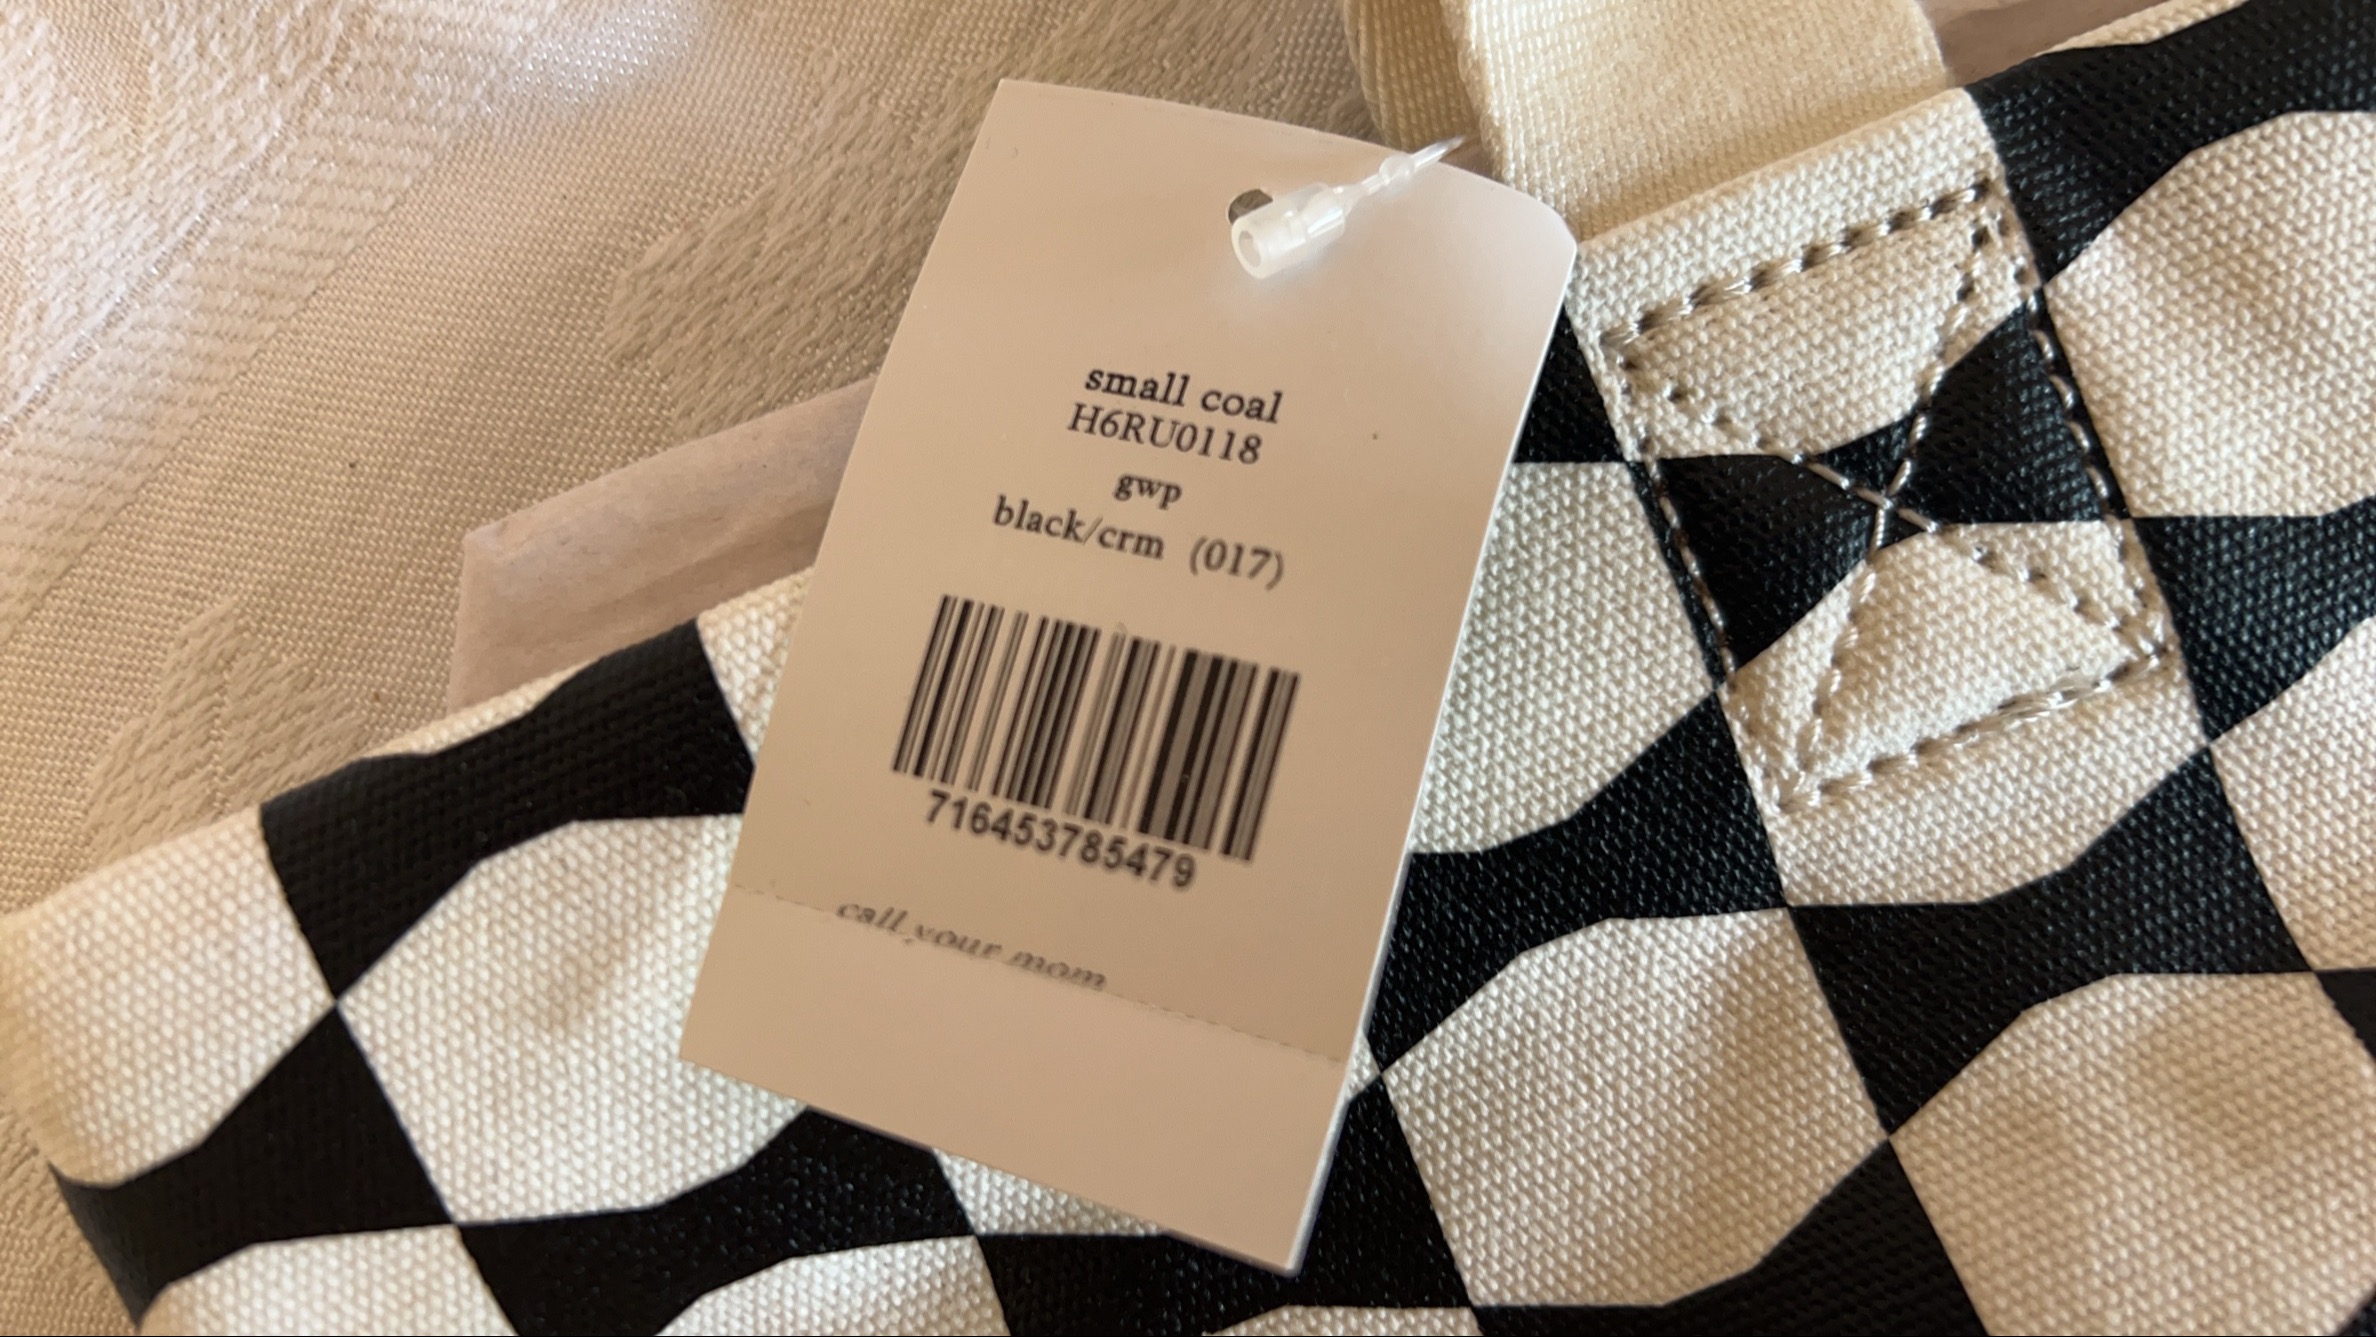 small coal
H6RU0118
gwp
black/crm (017)
716453785479
call your mom